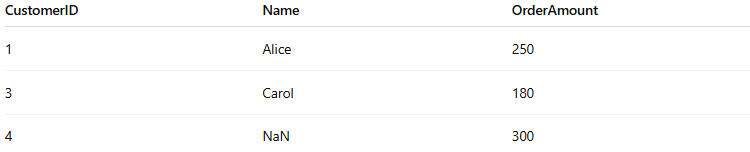 CustomerID Name OrderAmount
1 Alice 250
3 Carol 180
4 NaN 300